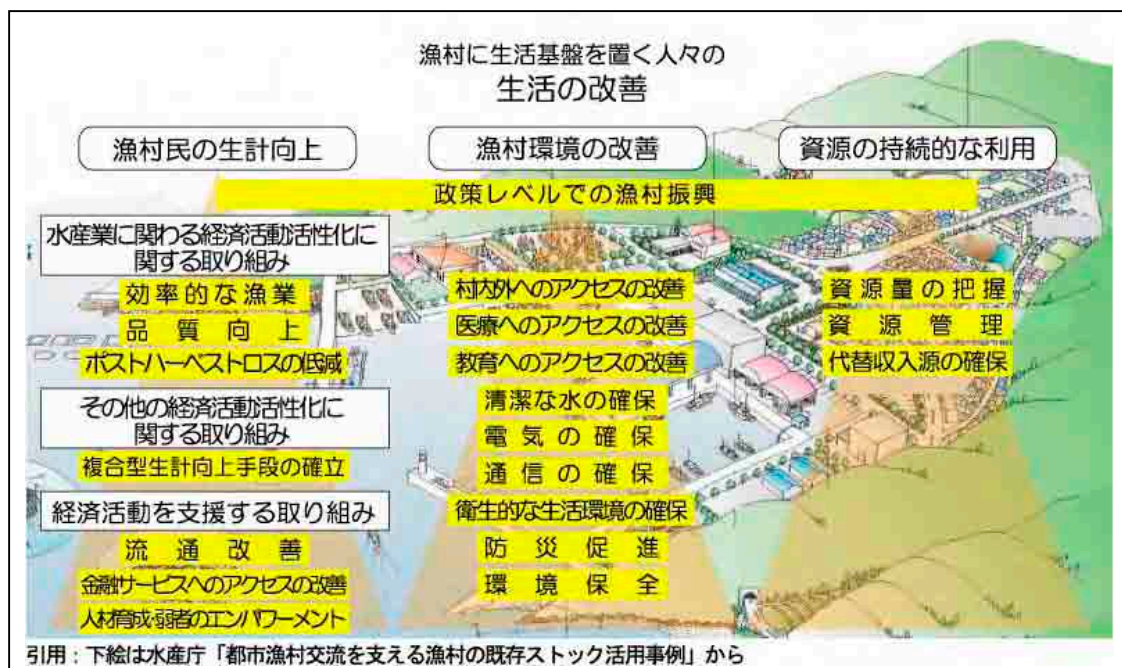 漁村に生活基盤を置く人々の
生活の改善
漁村民の生計向上
漁村環境の改善
資源の持続的な利用
政策レベルでの漁村振興
水産業に関わる経済活動活性化に
関する取り組み
効率的な漁業
品質向上
ポストハーベストロスの低減
その他の経済活動活性化に
関する取り組み
複合型生計向上手段の確立
経済活動を支援する取り組み
流通改善
金融サービスへのアクセスの改善
人材育成・弱者のエンパワーメント
村内外へのアクセスの改善
医療へのアクセスの改善
教育へのアクセスの改善
清潔な水の確保
電気の確保
通信の確保
衛生的な生活環境の確保
防災促進
環境保全
資源量の把握
資源管理
代替収入源の確保
引用：下絵は水産庁「都市漁村交流を支える漁村の既存ストック活用事例」から